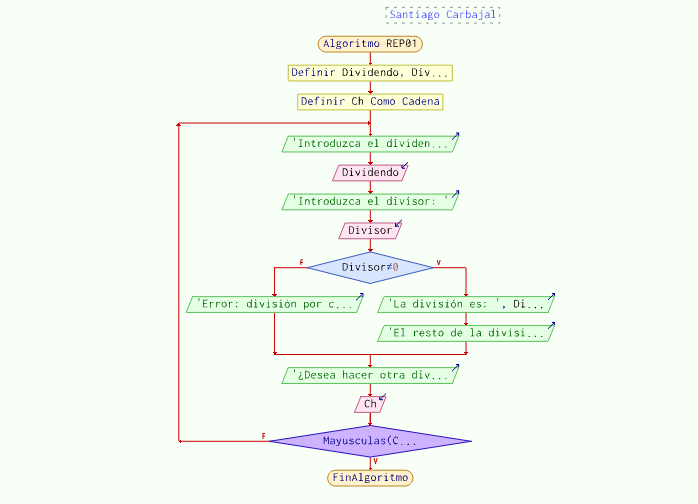 Santiago Carbajal
Algoritmo REP01
Definir Dividendo, Div...
Definir Ch Como Cadena
'Introduzca el dividen...
Dividendo
'Introduzca el divisor: '
Divisor
F
Divisor≠0
V
'Error: división por c...
'La división es: ', Di...
'El resto de la divisi...
'¿Desea hacer otra div...
Ch
F
Mayusculas(C...
V
FinAlgoritmo